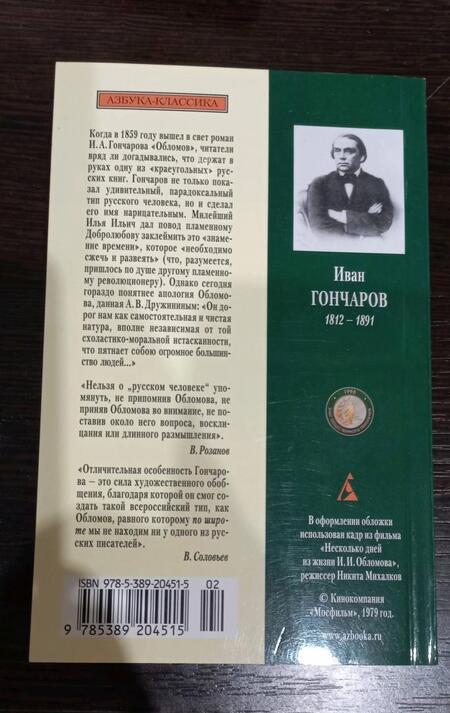 АЗБУКА-КЛАССИКА
Когда в 1859 году вышел в свет роман
И. А. Гончарова «Обломов», читатели
вряд ли догадывались, что держат в
руках одну из «краеугольных» рус-
ских книг. Гончаров не только пока-
зал удивительный, парадоксальный
тип русского человека, но и сделал
его имя нарицательным. Милейший
Илья Ильич дал повод пламенному
Добролюбову заклеймить это «знаме-
ние времени», которое «необходимо
сжечь и развеять» (что, разумеется,
пришлось по душе другому пламенно-
му революционеру). Однако сегодня
гораздо понятнее апология Обломо-
ва, данная А. В. Дружининым: «Он до-
рог нам как самостоятельная и чистая
натура, вполне независимая от той
схоластико-моральной истасканности,
что пятнает собою огромное большин-
ство людей...»
«Нельзя о „русском человеке“ упо-
мянуть, не припомнив Обломова, не
приняв Обломова во внимание, не по-
ставив около него вопроса, воскли-
цания или длинного размышления».
В. Розанов
«Отличительная особенность Гончаро-
ва – это сила художественного обоб-
щения, благодаря которой он смог со-
здать такой всероссийский тип, как
Обломов, равного которому по широ-
те мы не находим ни у одного из рус-
ских писателей».
В. Соловьев
ISBN 978-5-389-20451-5
02
9 785389 204515
Иван
ГОНЧАРОВ
1812 – 1891
1995
В оформлении обложки
использован кадр из фильма
«Несколько дней
из жизни И. И. Обломова»,
режиссер Никита Михалков
© Кинокомпания
«Мосфильм», 1979 год.
www.azbooka.ru